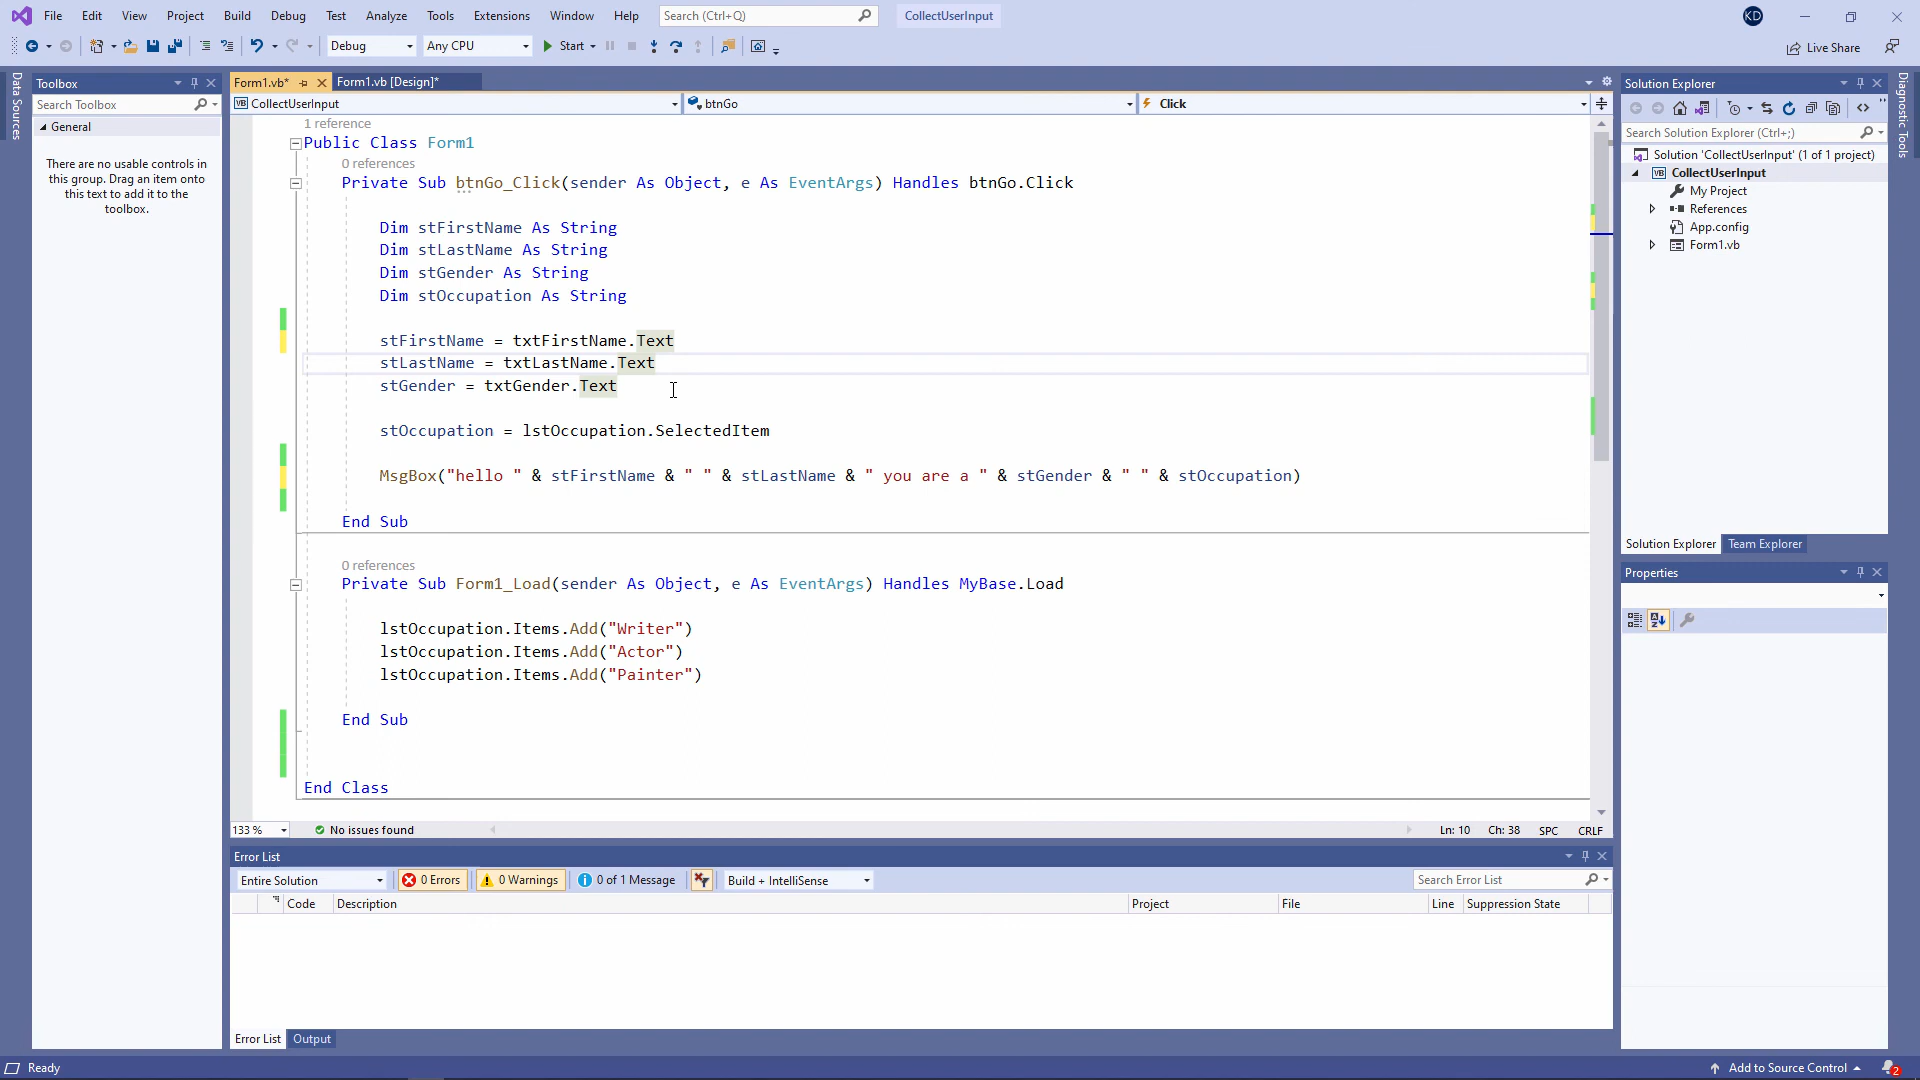 File Edit View Project Build Debug Test Analyze Tools Extensions Window Help Search (Ctrl+Q) CollectUserInput KD
Debug Any CPU Start Live Share
Data Sources
Toolbox
Search Toolbox
General
There are no usable controls in
this group. Drag an item onto
this text to add it to the
toolbox.
Form1.vb* Form1.vb [Design]*
VB CollectUserInput btnGo Click
1 reference
Public Class Form1
0 references
Private Sub btnGo_Click(sender As Object, e As EventArgs) Handles btnGo.Click
Dim stFirstName As String
Dim stLastName As String
Dim stGender As String
Dim stOccupation As String
stFirstName = txtFirstName.Text
stLastName = txtLastName.Text
stGender = txtGender.Text
stOccupation = lstOccupation.SelectedItem
MsgBox("hello " & stFirstName & " " & stLastName & " you are a " & stGender & " " & stOccupation)
End Sub
0 references
Private Sub Form1_Load(sender As Object, e As EventArgs) Handles MyBase.Load
lstOccupation.Items.Add("Writer")
lstOccupation.Items.Add("Actor")
lstOccupation.Items.Add("Painter")
End Sub
End Class
133 % No issues found Ln: 10 Ch: 38 SPC CRLF
Error List
Entire Solution 0 Errors 0 Warnings 0 of 1 Message Build + IntelliSense Search Error List
Code Description Project File Line Suppression State
Error List Output
Solution Explorer
Search Solution Explorer (Ctrl+;)
Solution 'CollectUserInput' (1 of 1 project)
VB CollectUserInput
My Project
References
App.config
Form1.vb
Solution Explorer Team Explorer
Properties
Diagnostic Tools
Ready Add to Source Control 2